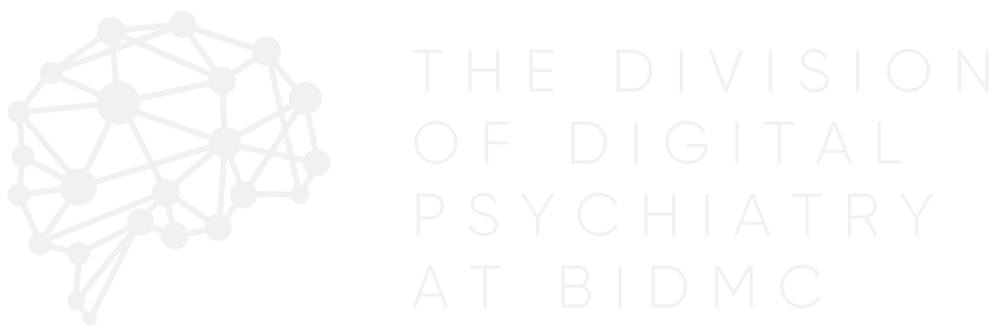 THE DIVISION
OF DIGITAL
PSYCHIATRY
AT BIDMC